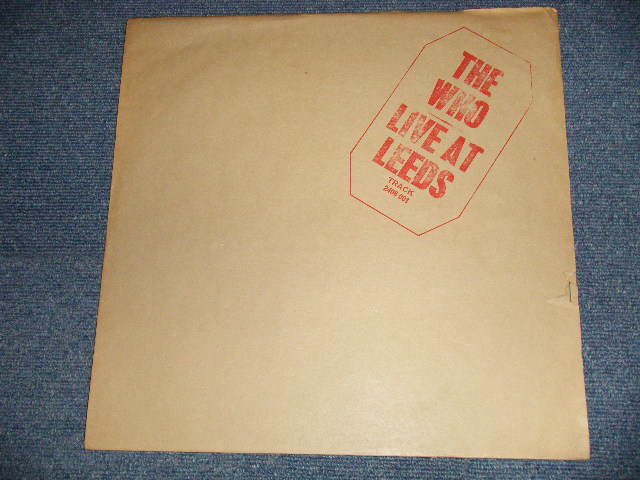 THE
WHO
LIVE AT
LEEDS
TRACK
2406 001